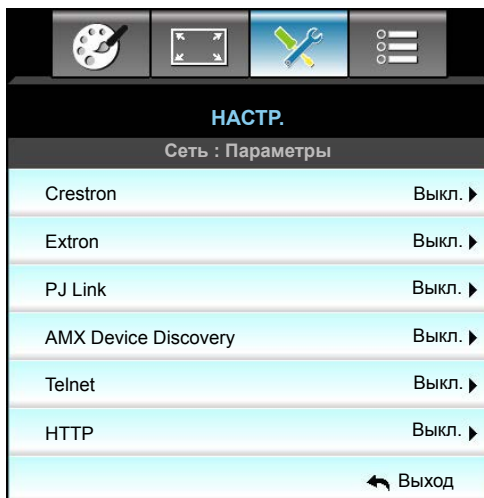 НАСТР.
Сеть : Параметры
Crestron Выкл.
Extron Выкл.
PJ Link Выкл.
AMX Device Discovery Выкл.
Telnet Выкл.
HTTP Выкл.
Выход